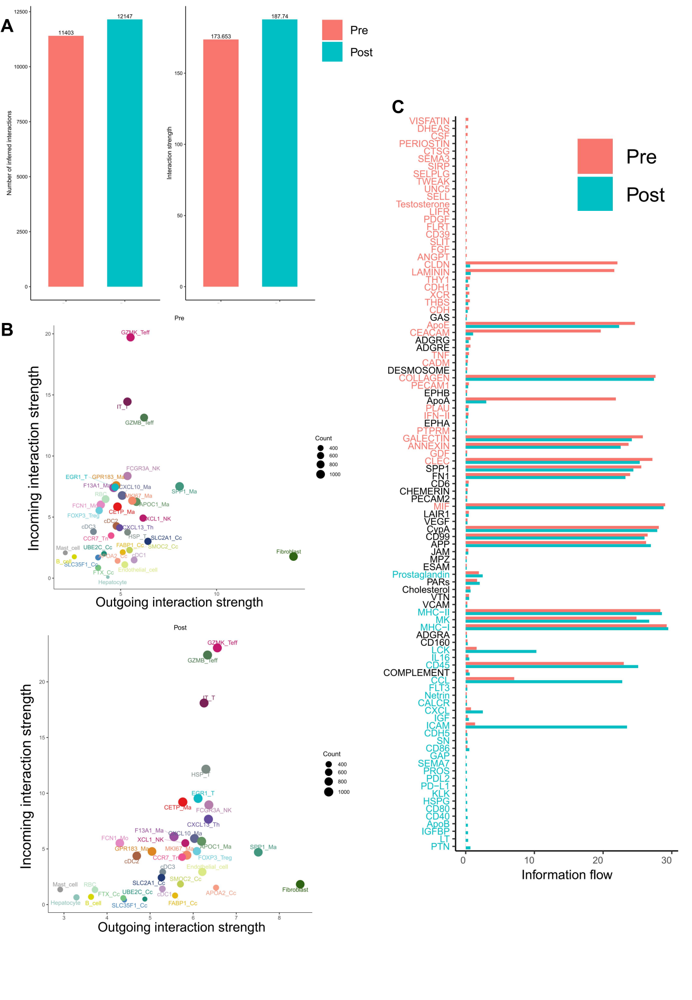 A
12500
10000
7500
5000
2500
0
Number of inferred interactions
11403
12147
150
100
50
0
Interaction strength
173.653
187.74
Pre
Post
B
Pre
20
15
10
5
0
5
10
Incoming interaction strength
Outgoing interaction strength
GZMK_Teff
IT_T
GZMB_Teff
FCGR3A_NK
EGR1_T
GPR183_Ma
F13A1_Ma
CXCL10_Ma
SPP1_Ma
RBC
MKI67_Ma
FCN1_Mo
APOC1_Ma
CETP_Ma
FOXP3_Treg
XCL1_NK
cDC2
cDC3
CXCL13_Th
CCR7_Tn
HSP_T
SLC2A1_Cc
Mast_cell
UBE2C_Cc
FABP1_Cc
SMOC2_Cc
Fibroblast
B_cell
APOA2_Cc
cDC1
SLC35F1_Cc
FTX_Cc
Endothelial_cell
Hepatocyte
Count
400
600
800
1000
Post
20
15
10
5
0
3
4
5
6
7
8
Incoming interaction strength
Outgoing interaction strength
GZMK_Teff
GZMB_Teff
IT_T
HSP_T
EGR1_T
CETP_Ma
FCGR3A_NK
CXCL13_Th
F13A1_Ma
CXCL10_Ma
FCN1_Mo
XCL1_NK
APOC1_Ma
GPR183_Ma
MKI67_Ma
SPP1_Ma
cDC2
CCR7_Tn
FOXP3_Treg
cDC3
Endothelial_cell
SLC2A1_Cc
SMOC2_Cc
Mast_cell
RBC
UBE2C_Cc
cDC1
APOA2_Cc
Fibroblast
FTX_Cc
Hepatocyte
B_cell
SLC35F1_Cc
FABP1_Cc
Count
400
600
800
1000
C
VISFATIN
DHEAS
CSF
PERIOSTIN
CTSG
SEMA3
SIRP
SELPLG
TWEAK
UNC5
SELL
Testosterone
LIFR
PDGF
FLRT
CD39
SLIT
FGF
ANGPT
CLDN
LAMININ
THY1
CDH1
XCR
THBS
CDH
GAS
ApoE
CEACAM
ADGRG
ADGRE
TNF
CADM
DESMOSOME
COLLAGEN
PECAM1
EPHB
ApoA
PLAU
IFN−II
EPHA
PTPRM
GALECTIN
ANNEXIN
GDF
CLEC
SPP1
FN1
CD6
CHEMERIN
PECAM2
MIF
LAIR1
VEGF
CypA
CD99
APP
JAM
MPZ
ESAM
Prostaglandin
PARs
Cholesterol
VTN
VCAM
MHC−II
MK
MHC−I
ADGRA
CD160
LCK
IL16
CD45
COMPLEMENT
CCL
FLT3
Netrin
CALCR
CXCL
IGF
ICAM
CDH5
SN
CD86
GAP
SEMA7
PROS
PDL2
PD−L1
KLK
HSPG
CD80
CD40
ApoB
IGFBP
LT
PTN
0
10
20
30
Information flow
Pre
Post